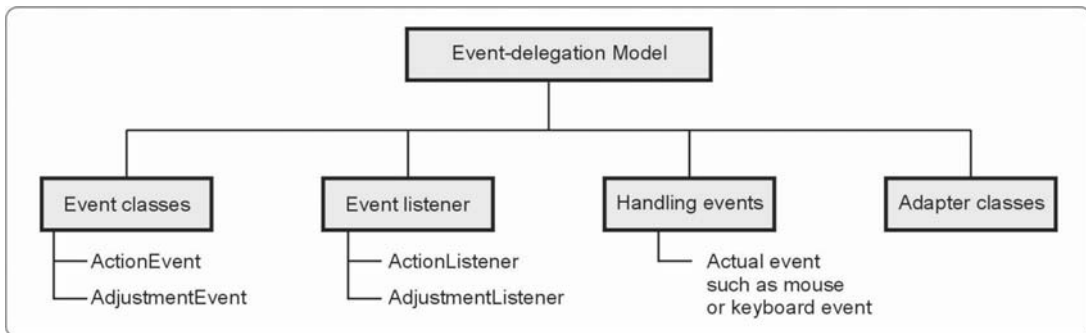 Event-delegation Model
Event classes
Event listener
Handling events
Adapter classes
ActionEvent
AdjustmentEvent
ActionListener
AdjustmentListener
Actual event
such as mouse
or keyboard event